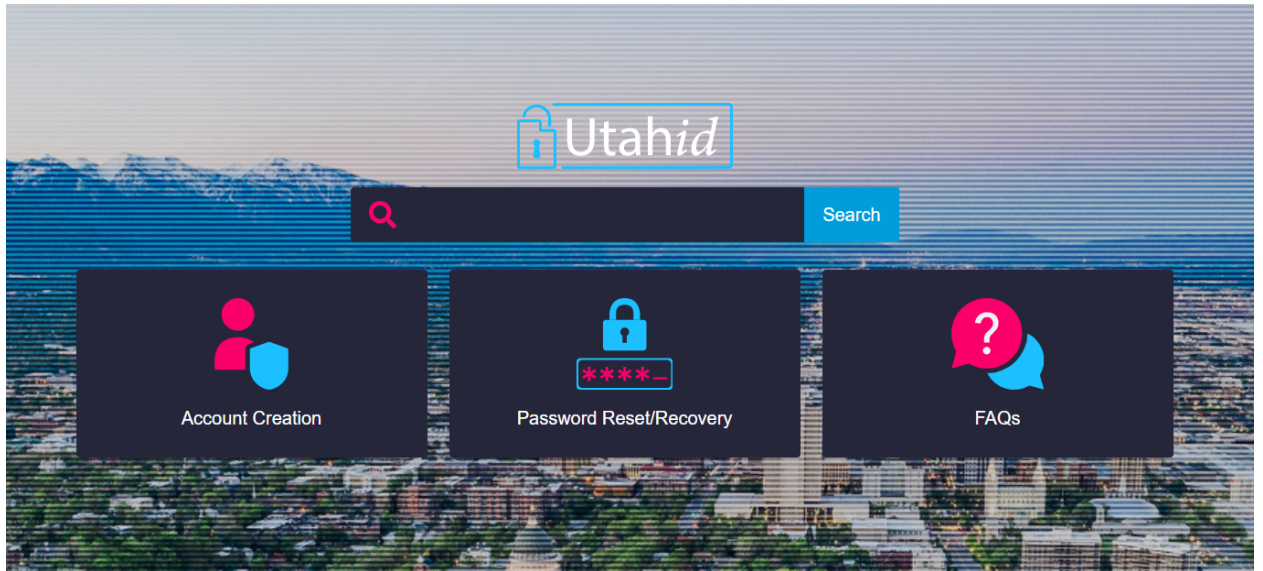 Utahid
Search
Account Creation
****_
Password Reset/Recovery
?
FAQs